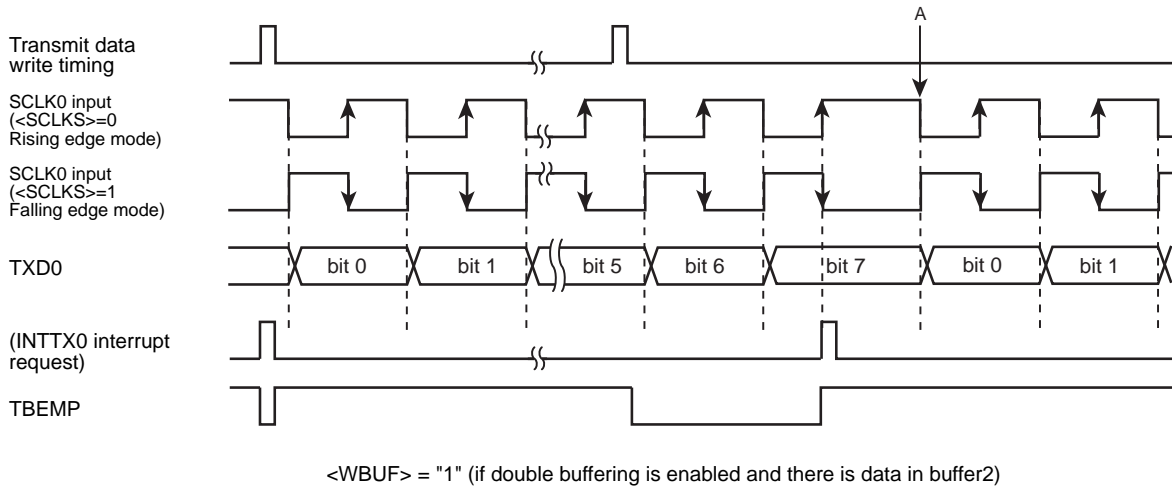 A
Transmit data
write timing
SCLK0 input
(<SCLKS>=0
Rising edge mode)
SCLK0 input
(<SCLKS>=1
Falling edge mode)
TXD0
bit 0
bit 1
bit 5
bit 6
bit 7
bit 0
bit 1
(INTTX0 interrupt
request)
TBEMP
<WBUF> = "1" (if double buffering is enabled and there is data in buffer2)